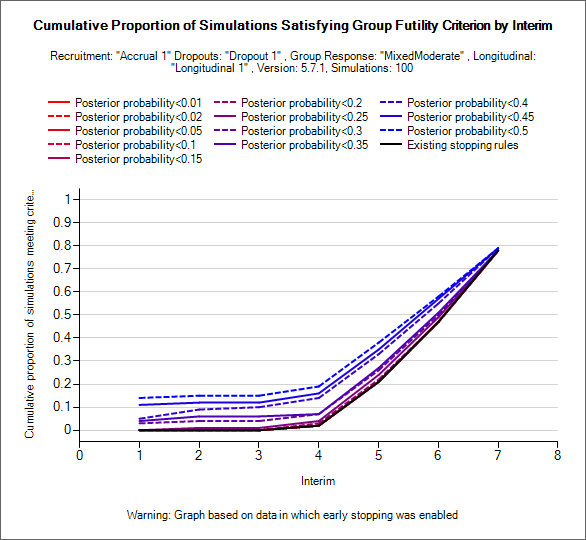 Cumulative Proportion of Simulations Satisfying Group Futility Criterion by Interim
Recruitment: "Accrual 1" Dropouts: "Dropout 1" , Group Response: "MixedModerate" , Longitudinal:
"Longitudinal 1" , Version: 5.7.1, Simulations: 100
Posterior probability<0.01
Posterior probability<0.02
Posterior probability<0.05
Posterior probability<0.1
Posterior probability<0.15
Posterior probability<0.2
Posterior probability<0.25
Posterior probability<0.3
Posterior probability<0.35
Posterior probability<0.4
Posterior probability<0.45
Posterior probability<0.5
Existing stopping rules
Cumulative proportion of simulations meeting crite...
1
0.9
0.8
0.7
0.6
0.5
0.4
0.3
0.2
0.1
0
0 1 2 3 4 5 6 7 8
Interim
Warning: Graph based on data in which early stopping was enabled